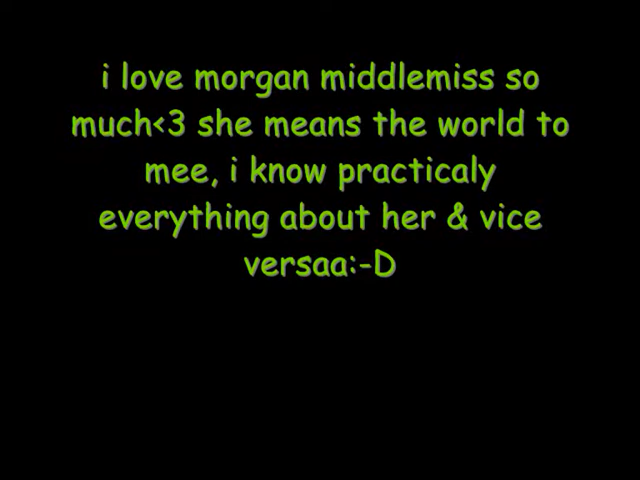 i love morgan middlemiss so
much<3 she means the world to
mee, i know practicaly
everything about her & vice
versaa:-D